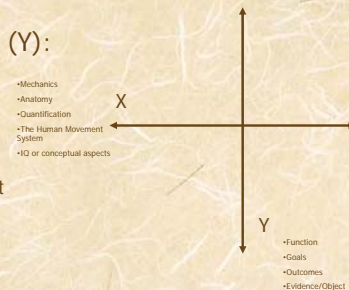 (Y):
•Mechanics
•Anatomy
•Quantification
•The Human Movement
System
•IQ or conceptual aspects
X
t
Y
•Function
•Goals
•Outcomes
•Evidence/Object